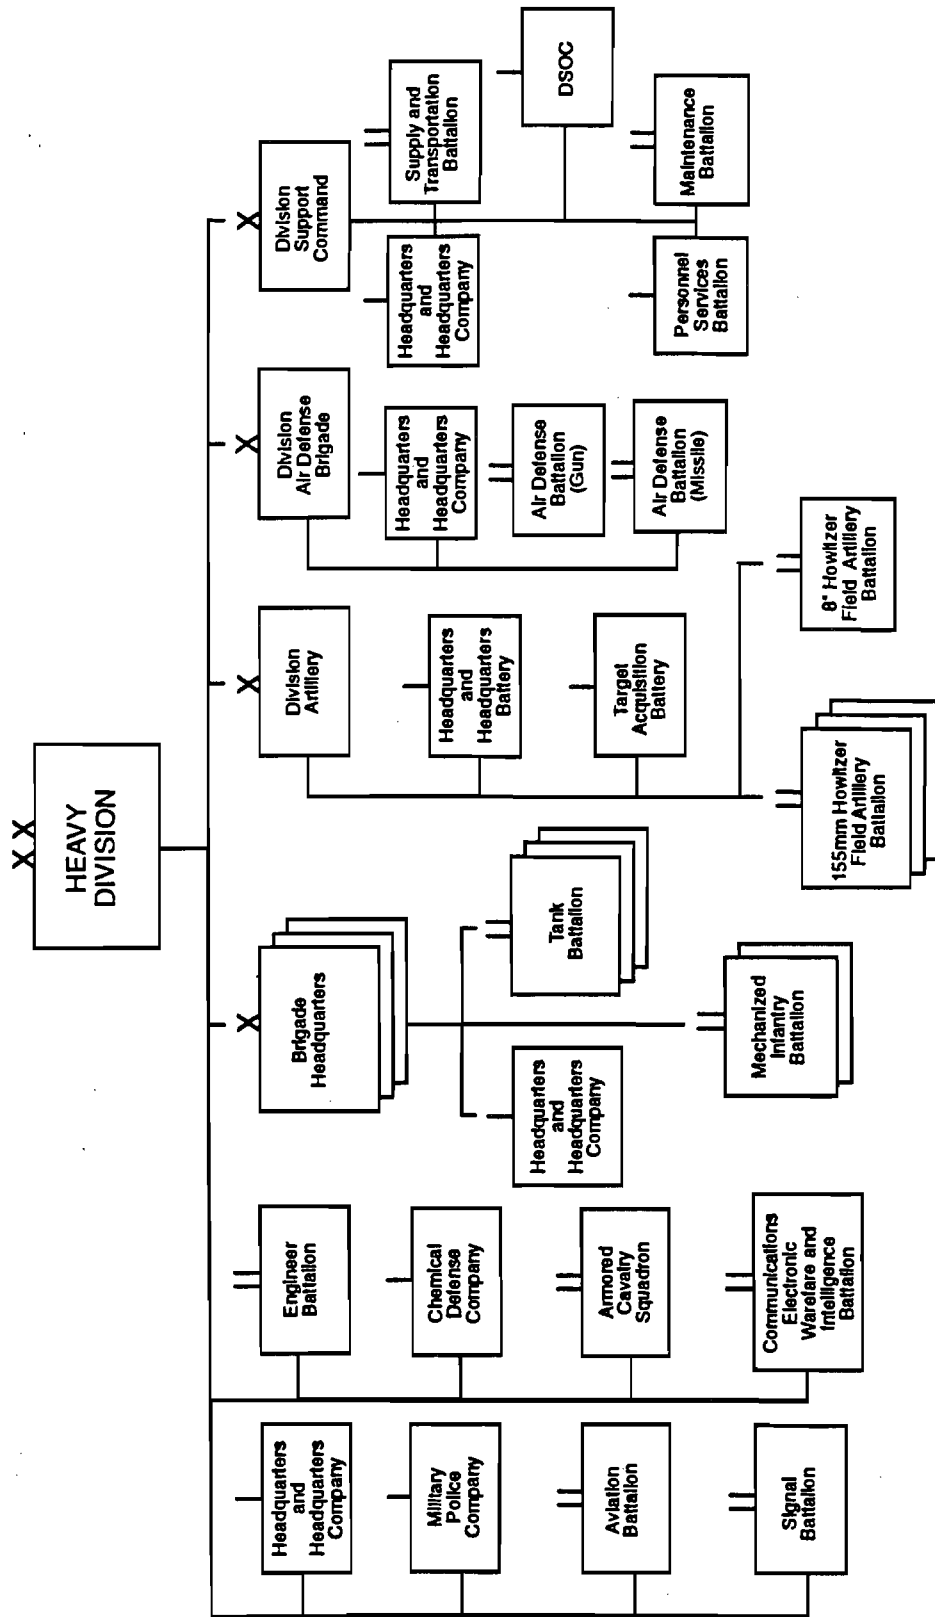 XX
HEAVY
DIVISION
Headquarters
and
Headquarters
Company
Military
Police
Company
Aviation
Battalion
Signal
Battalion
Engineer
Battalion
Chemical
Defense
Company
Armored
Cavalry
Squadron
Communications
Electronic
Warefare and
Intelligence
Battalion
X
Brigade
Headquarters
Headquarters
and
Headquarters
Company
Tank
Battalion
Mechanized
Infantry
Battalion
X
Division
Artillery
Headquarters
and
Headquarters
Battery
Target
Acquisition
Battery
155mm Howitzer
Field Artillery
Battalion
8" Howitzer
Field Artillery
Battalion
X
Division
Air Defense
Brigade
Headquarters
and
Headquarters
Company
Air Defense
Battalion
(Gun)
Air Defense
Battalion
(Missile)
X
Division
Support
Command
Headquarters
and
Headquarters
Company
Supply and
Transportation
Battalion
DSOC
Personnel
Services
Battalion
Maintenance
Battalion